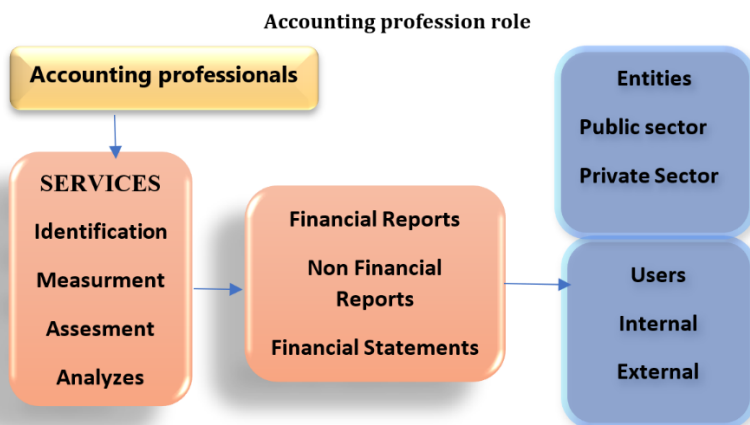 Accounting profession role
Accounting professionals
SERVICES
Identification
Measurment
Assesment
Analyzes
Financial Reports
Non Financial
Reports
Financial Statements
Entities
Public sector
Private Sector
Users
Internal
External